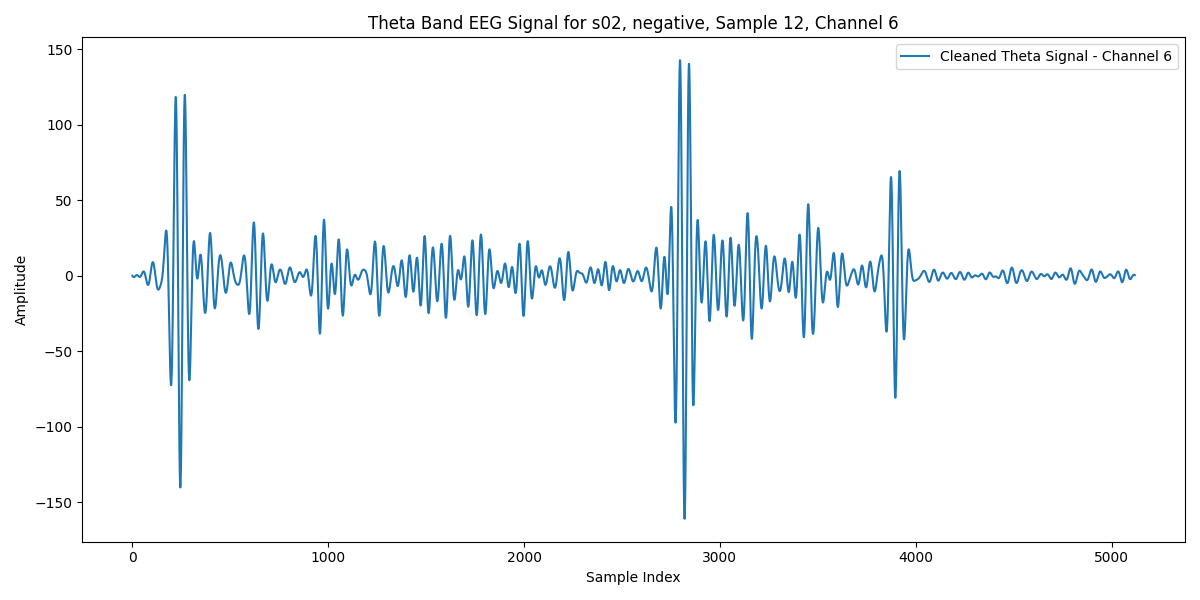 Theta Band EEG Signal for s02, negative, Sample 12, Channel 6
Cleaned Theta Signal - Channel 6
150
100
50
0
−50
−100
−150
Amplitude
0 1000 2000 3000 4000 5000
Sample Index